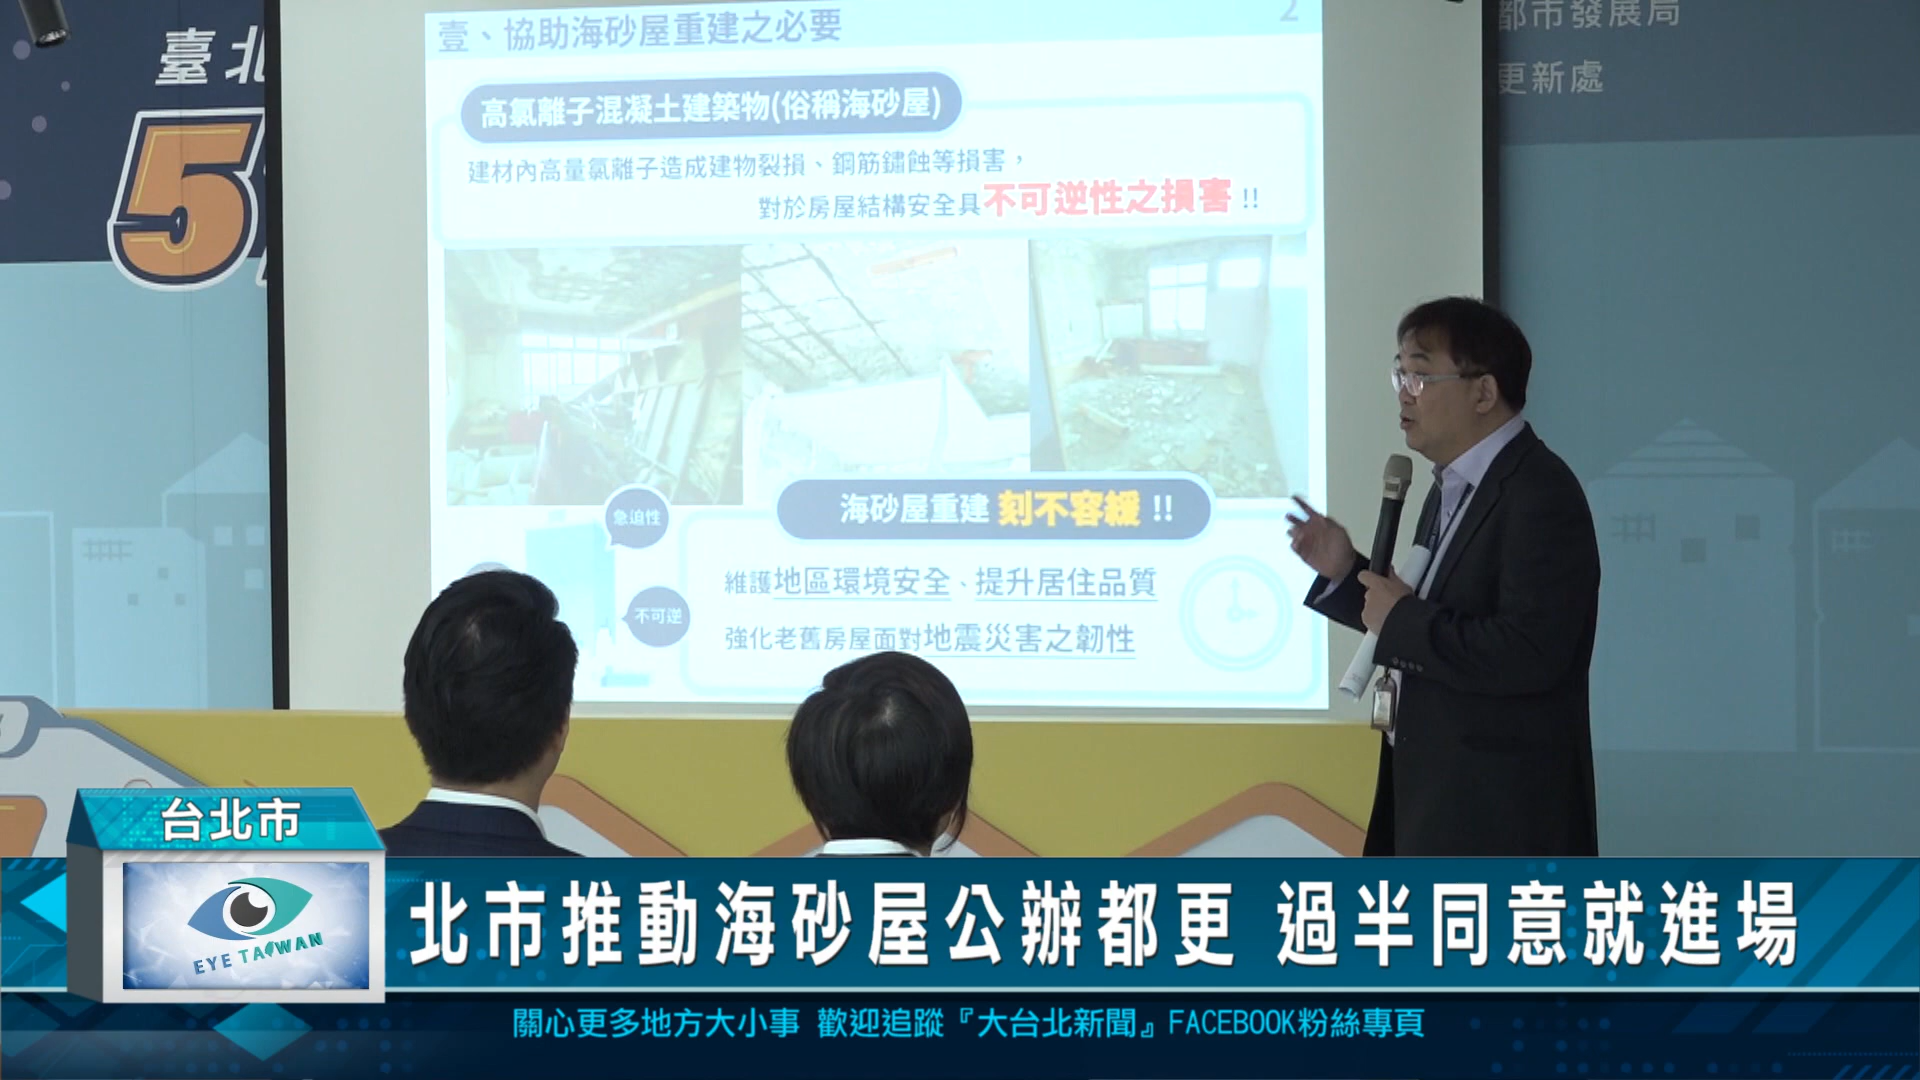 臺北
5
都市發展局
更新處
壹、協助海砂屋重建之必要
2
高氯離子混凝土建築物(俗稱海砂屋)
建材內高量氯離子造成建物裂損、鋼筋鏽蝕等損害，
對於房屋結構安全具不可逆性之損害 !!
急迫性
海砂屋重建 刻不容緩 !!
不可逆
維護地區環境安全、提升居住品質
強化老舊房屋面對地震災害之韌性
台北市
EYE TAIWAN
北市推動海砂屋公辦都更 過半同意就進場
關心更多地方大小事 歡迎追蹤『大台北新聞』FACEBOOK粉絲專頁